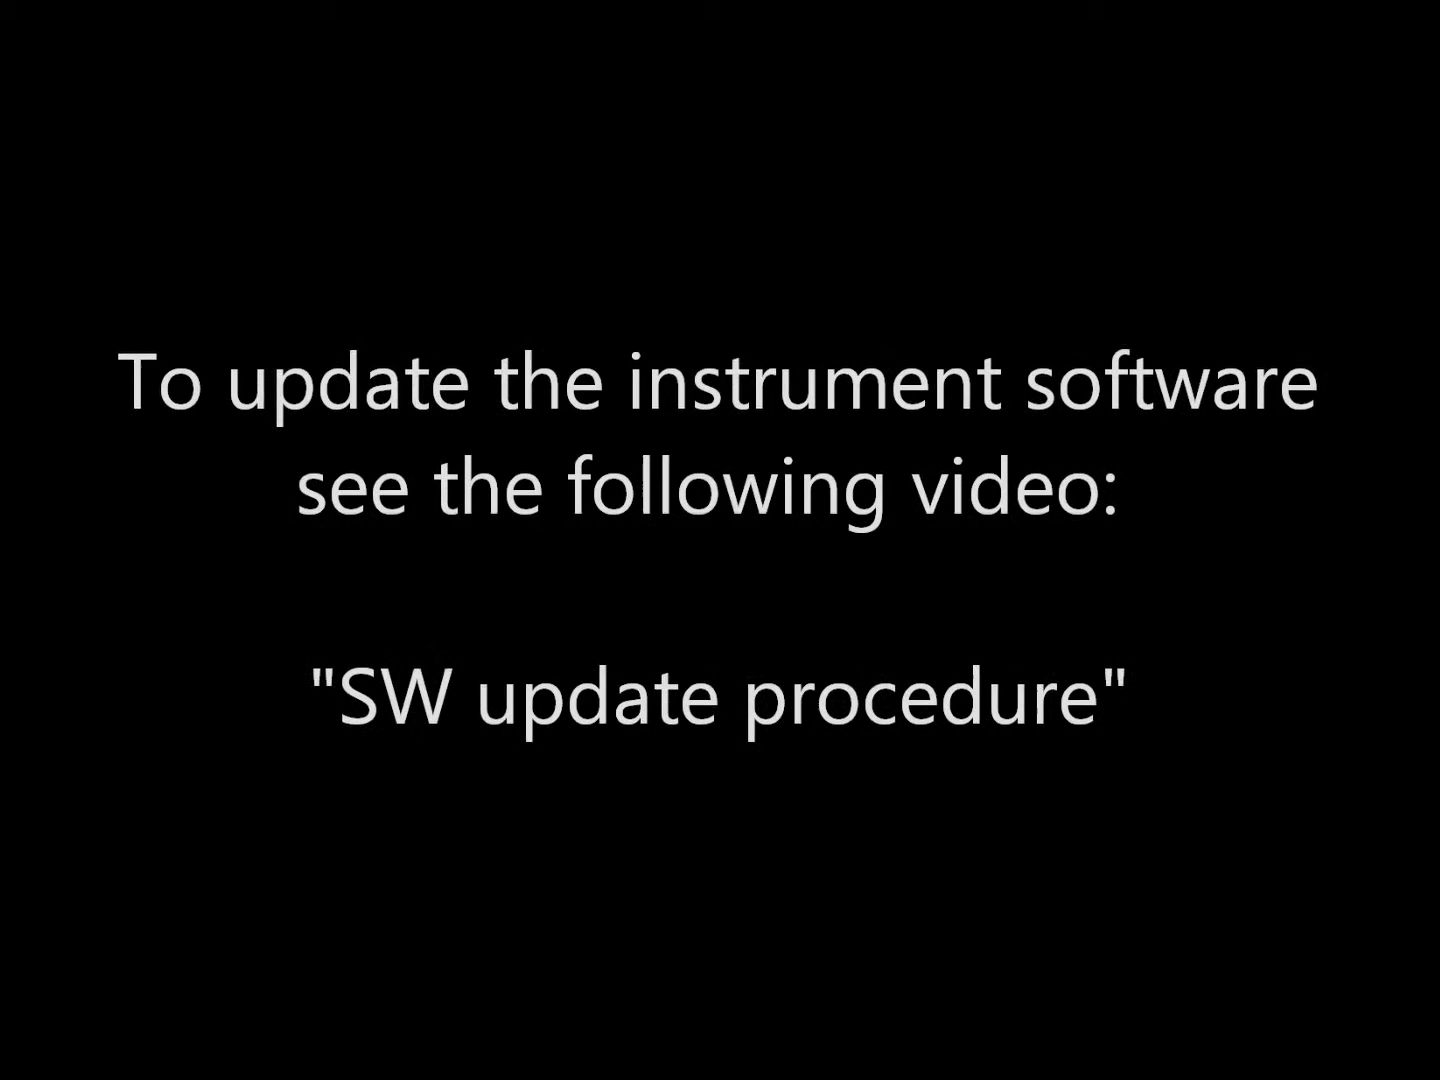 To update the instrument software
see the following video:
"SW update procedure"